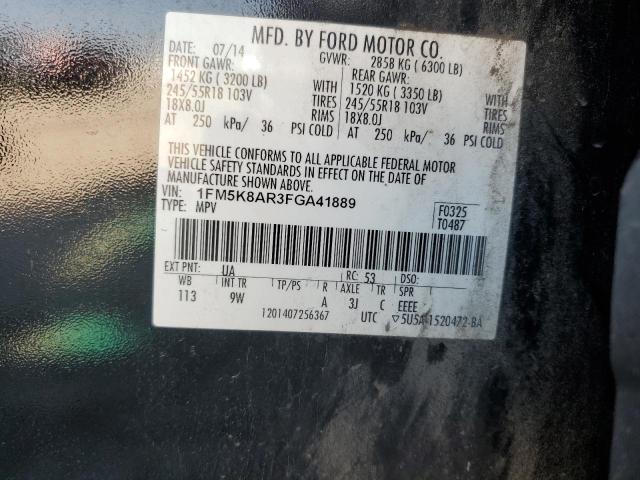 MFD. BY FORD MOTOR CO.
DATE: 07/14 GVWR: 2858 KG ( 6300 LB)
FRONT GAWR: REAR GAWR:
1452 KG ( 3200 LB) 1520 KG ( 3350 LB)
245/55R18 103V WITH TIRES 245/55R18 103V WITH TIRES
18X8.0J RIMS 18X8.0J RIMS
AT 250 kPa/ 36 PSI COLD AT 250 kPa/ 36 PSI COLD
THIS VEHICLE CONFORMS TO ALL APPLICABLE FEDERAL MOTOR
VEHICLE SAFETY STANDARDS IN EFFECT ON THE DATE OF
MANUFACTURE SHOWN ABOVE.
VIN: 1FM5K8AR3FGA41889
TYPE: MPV
F0325
T0487
EXT PNT: UA RC: 53 DSO:
WB INT TR TP/PS R AXLE TR SPR
113 9W A 3J C EEEE
1201407256367 UTC ▽5U5A-1520472-BA